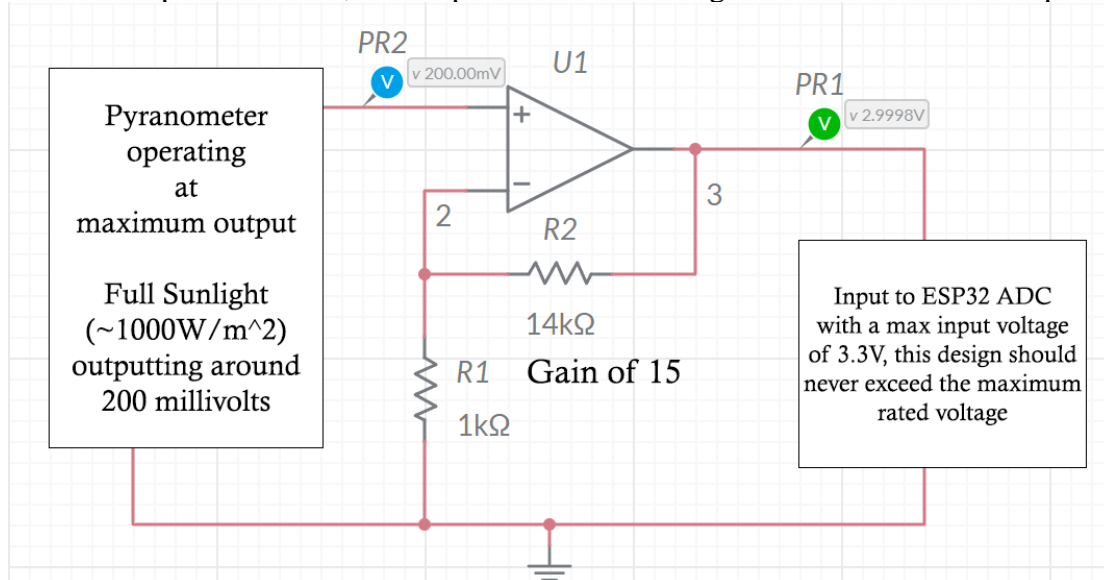 PR2
v 200.00mV
V
U1
PR1
v 2.9998V
V
Pyranometer
operating
at
maximum output
Full Sunlight
(~1000W/m^2)
outputting around
200 millivolts
+
−
2
3
R2
14kΩ
Gain of 15
R1
1kΩ
Input to ESP32 ADC
with a max input voltage
of 3.3V, this design should
never exceed the maximum
rated voltage